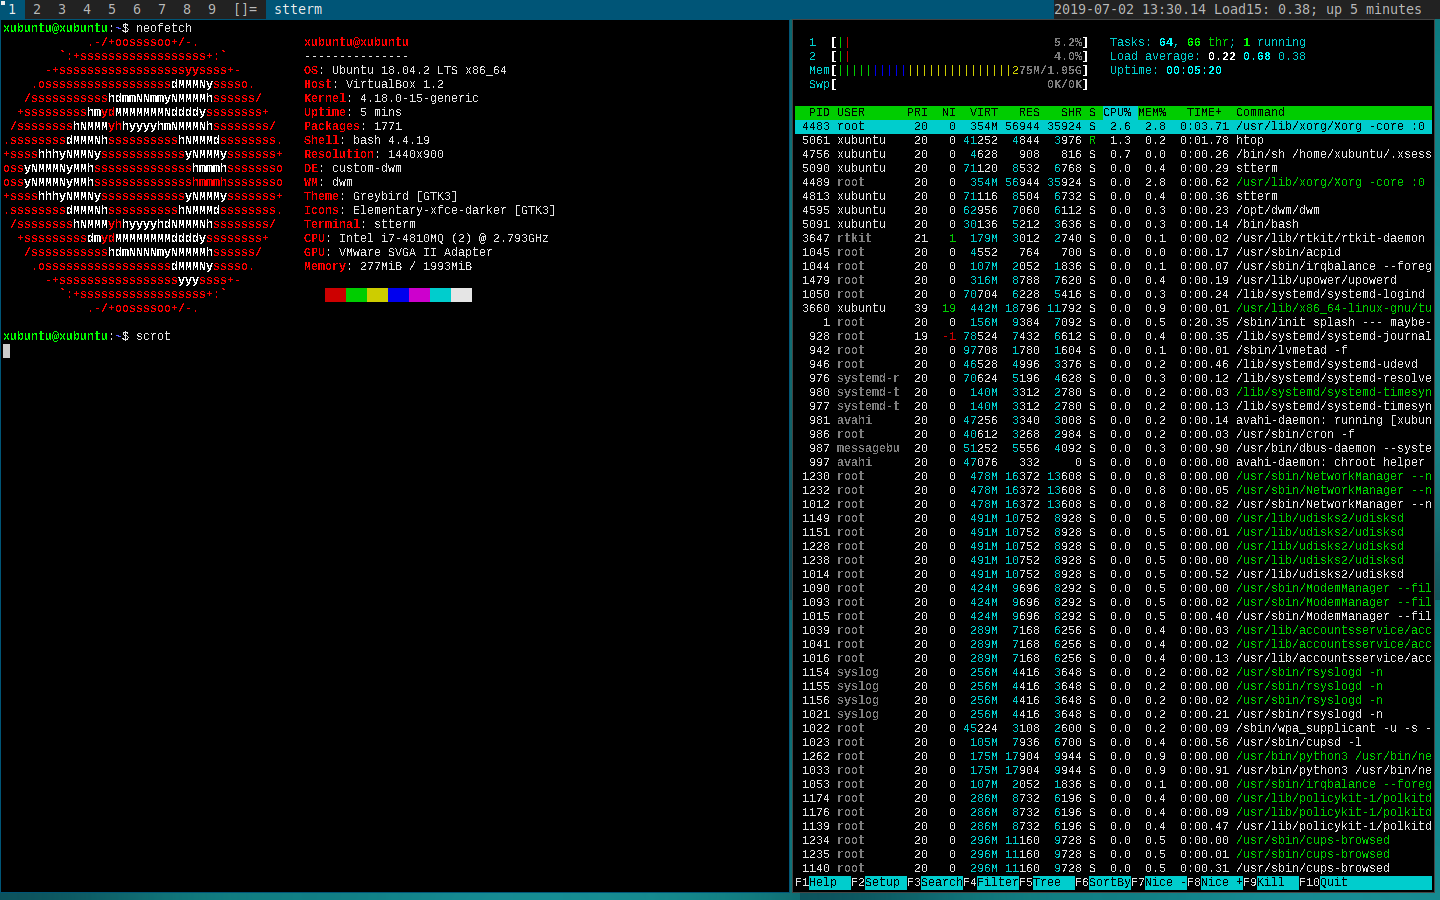 1 2 3 4 5 6 7 8 9 []= stterm 2019-07-02 13:30.14 Load15: 0.38; up 5 minutes
xubuntu@xubuntu:~$ neofetch
xubuntu@xubuntu
---------------
OS: Ubuntu 18.04.2 LTS x86_64
Host: VirtualBox 1.2
Kernel: 4.18.0-15-generic
Uptime: 5 mins
Packages: 1771
Shell: bash 4.4.19
Resolution: 1440x900
DE: custom-dwm
WM: dwm
Theme: Greybird [GTK3]
Icons: Elementary-xfce-darker [GTK3]
Terminal: stterm
CPU: Intel i7-4810MQ (2) @ 2.793GHz
GPU: VMware SVGA II Adapter
Memory: 277MiB / 1993MiB
xubuntu@xubuntu:~$ scrot
1 [|| 5.2%] Tasks: 64, 66 thr; 1 running
2 [|| 4.0%] Load average: 0.22 0.68 0.38
Mem[|||||||||||||||||||||||||275M/1.95G] Uptime: 00:05:20
Swp[ 0K/0K]
PID USER PRI NI VIRT RES SHR S CPU% MEM% TIME+ Command
4483 root 20 0 354M 56944 35924 S 2.6 2.8 0:03.71 /usr/lib/xorg/Xorg -core :0
5061 xubuntu 20 0 41252 4844 3976 R 1.3 0.2 0:01.78 htop
4756 xubuntu 20 0 4628 908 816 S 0.7 0.0 0:00.26 /bin/sh /home/xubuntu/.xsess
5090 xubuntu 20 0 71120 8508 6732 S 0.7 0.4 0:00.29 stterm
4489 root 20 0 354M 56944 35924 S 0.0 2.8 0:00.62 /usr/lib/xorg/Xorg -core :0
4813 xubuntu 20 0 71116 8504 6732 S 0.0 0.4 0:00.36 stterm
4595 xubuntu 20 0 62956 7060 6112 S 0.0 0.3 0:00.23 /opt/dwm/dwm
5091 xubuntu 20 0 30136 5212 3636 S 0.0 0.3 0:00.14 /bin/bash
3647 rtkit 21 1 179M 3012 2740 S 0.0 0.1 0:00.02 /usr/lib/rtkit/rtkit-daemon
1045 root 20 0 4552 764 700 S 0.0 0.0 0:00.17 /usr/sbin/acpid
1044 root 20 0 107M 2052 1836 S 0.0 0.1 0:00.07 /usr/sbin/irqbalance --foreg
1479 root 20 0 316M 8788 7620 S 0.0 0.4 0:00.19 /usr/lib/upower/upowerd
1050 root 20 0 70704 6228 5416 S 0.0 0.3 0:00.24 /lib/systemd/systemd-logind
3660 xubuntu 39 19 442M 18796 11792 S 0.0 0.9 0:00.01 /usr/lib/x86_64-linux-gnu/tu
1 root 20 0 156M 9384 7092 S 0.0 0.5 0:20.35 /sbin/init splash --- maybe-
928 root 19 -1 78524 7432 6612 S 0.0 0.4 0:00.35 /lib/systemd/systemd-journal
942 root 20 0 97708 1780 1604 S 0.0 0.1 0:00.01 /sbin/lvmetad -f
946 root 20 0 46528 4996 3376 S 0.0 0.2 0:00.46 /lib/systemd/systemd-udevd
976 systemd-r 20 0 70624 5196 4628 S 0.0 0.3 0:00.12 /lib/systemd/systemd-resolve
980 systemd-t 20 0 140M 3312 2780 S 0.0 0.2 0:00.03 /lib/systemd/systemd-timesyn
977 systemd-t 20 0 140M 3312 2780 S 0.0 0.2 0:00.13 /lib/systemd/systemd-timesyn
981 avahi 20 0 47256 3340 3008 S 0.0 0.2 0:00.14 avahi-daemon: running [xubun
986 root 20 0 40612 3268 2984 S 0.0 0.2 0:00.03 /usr/sbin/cron -f
987 messagebu 20 0 51252 5556 4092 S 0.0 0.3 0:00.90 /usr/bin/dbus-daemon --syste
997 avahi 20 0 47076 332 0 S 0.0 0.0 0:00.00 avahi-daemon: chroot helper
1230 root 20 0 478M 16372 13608 S 0.0 0.8 0:00.00 /usr/sbin/NetworkManager --n
1232 root 20 0 478M 16372 13608 S 0.0 0.8 0:00.05 /usr/sbin/NetworkManager --n
1012 root 20 0 478M 16372 13608 S 0.0 0.8 0:00.82 /usr/sbin/NetworkManager --n
1149 root 20 0 491M 10752 8928 S 0.0 0.5 0:00.00 /usr/lib/udisks2/udisksd
1151 root 20 0 491M 10752 8928 S 0.0 0.5 0:00.01 /usr/lib/udisks2/udisksd
1228 root 20 0 491M 10752 8928 S 0.0 0.5 0:00.00 /usr/lib/udisks2/udisksd
1238 root 20 0 491M 10752 8928 S 0.0 0.5 0:00.00 /usr/lib/udisks2/udisksd
1014 root 20 0 491M 10752 8928 S 0.0 0.5 0:00.52 /usr/lib/udisks2/udisksd
1090 root 20 0 424M 9696 8292 S 0.0 0.5 0:00.00 /usr/sbin/ModemManager --fil
1093 root 20 0 424M 9696 8292 S 0.0 0.5 0:00.02 /usr/sbin/ModemManager --fil
1015 root 20 0 424M 9696 8292 S 0.0 0.5 0:00.40 /usr/sbin/ModemManager --fil
1039 root 20 0 289M 7168 6256 S 0.0 0.4 0:00.03 /usr/lib/accountsservice/acc
1041 root 20 0 289M 7168 6256 S 0.0 0.4 0:00.02 /usr/lib/accountsservice/acc
1016 root 20 0 289M 7168 6256 S 0.0 0.4 0:00.13 /usr/lib/accountsservice/acc
1154 syslog 20 0 256M 4416 3648 S 0.0 0.2 0:00.02 /usr/sbin/rsyslogd -n
1155 syslog 20 0 256M 4416 3648 S 0.0 0.2 0:00.00 /usr/sbin/rsyslogd -n
1156 syslog 20 0 256M 4416 3648 S 0.0 0.2 0:00.02 /usr/sbin/rsyslogd -n
1021 syslog 20 0 256M 4416 3648 S 0.0 0.2 0:00.21 /usr/sbin/rsyslogd -n
1022 root 20 0 45224 3108 2600 S 0.0 0.2 0:00.09 /sbin/wpa_supplicant -u -s -
1023 root 20 0 105M 7936 6700 S 0.0 0.4 0:00.56 /usr/sbin/cupsd -l
1262 root 20 0 175M 17904 9944 S 0.0 0.9 0:00.00 /usr/bin/python3 /usr/bin/ne
1033 root 20 0 175M 17904 9944 S 0.0 0.9 0:00.91 /usr/bin/python3 /usr/bin/ne
1053 root 20 0 107M 2052 1836 S 0.0 0.1 0:00.00 /usr/sbin/irqbalance --foreg
1174 root 20 0 286M 8732 6196 S 0.0 0.4 0:00.00 /usr/lib/policykit-1/polkitd
1176 root 20 0 286M 8732 6196 S 0.0 0.4 0:00.09 /usr/lib/policykit-1/polkitd
1139 root 20 0 286M 8732 6196 S 0.0 0.4 0:00.47 /usr/lib/policykit-1/polkitd
1234 root 20 0 296M 11160 9728 S 0.0 0.5 0:00.00 /usr/sbin/cups-browsed
1235 root 20 0 296M 11160 9728 S 0.0 0.5 0:00.01 /usr/sbin/cups-browsed
1140 root 20 0 296M 11160 9728 S 0.0 0.5 0:00.31 /usr/sbin/cups-browsed
F1Help F2Setup F3SearchF4FilterF5Tree F6SortByF7Nice -F8Nice +F9Kill F10Quit